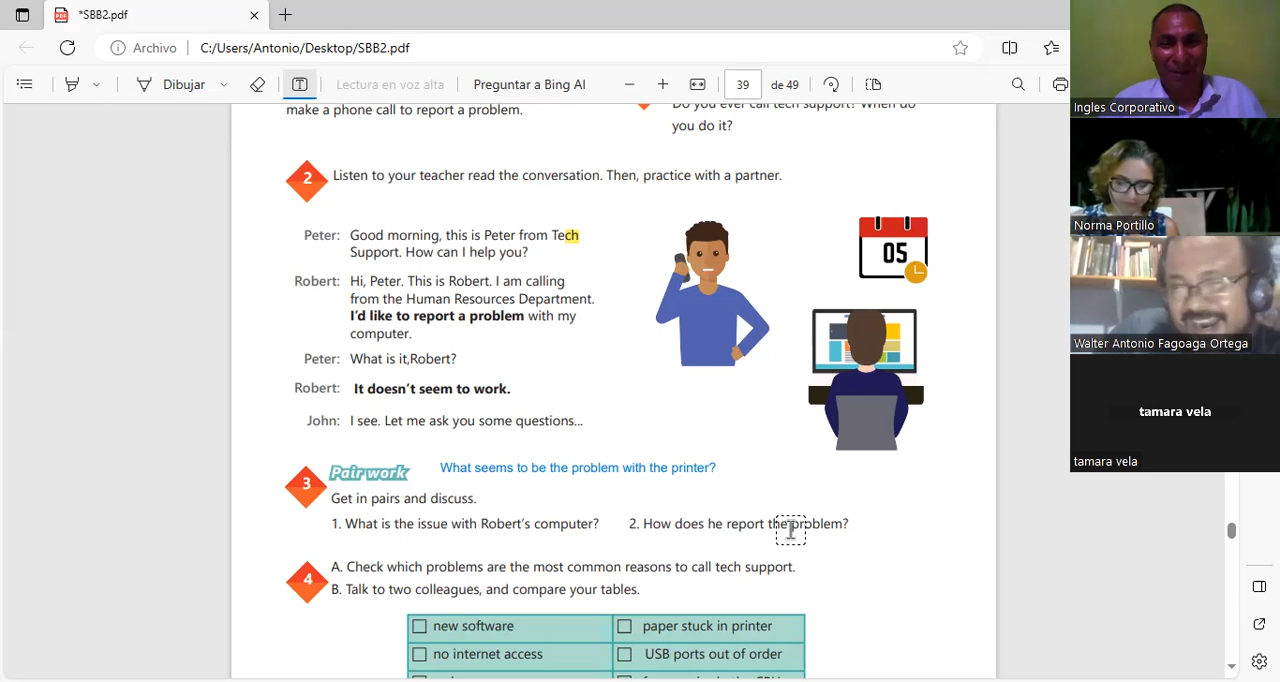 *SBB2.pdf
Archivo
C:/Users/Antonio/Desktop/SBB2.pdf
Dibujar
Lectura en voz alta
Preguntar a Bing AI
39
de 49
make a phone call to report a problem.
Do you ever call tech support? When do
you do it?
2
Listen to your teacher read the conversation. Then, practice with a partner.
Peter: Good morning, this is Peter from Tech
Support. How can I help you?
Robert: Hi, Peter. This is Robert. I am calling
from the Human Resources Department.
I'd like to report a problem with my
computer.
Peter: What is it,Robert?
Robert: It doesn't seem to work.
John: I see. Let me ask you some questions...
05
3
Pair work
What seems to be the problem with the printer?
Get in pairs and discuss.
1. What is the issue with Robert's computer?
2. How does he report the problem?
4
A. Check which problems are the most common reasons to call tech support.
B. Talk to two colleagues, and compare your tables.
new software
paper stuck in printer
no internet access
USB ports out of order
Ingles Corporativo
Norma Portillo
Walter Antonio Fagoaga Ortega
tamara vela
tamara vela